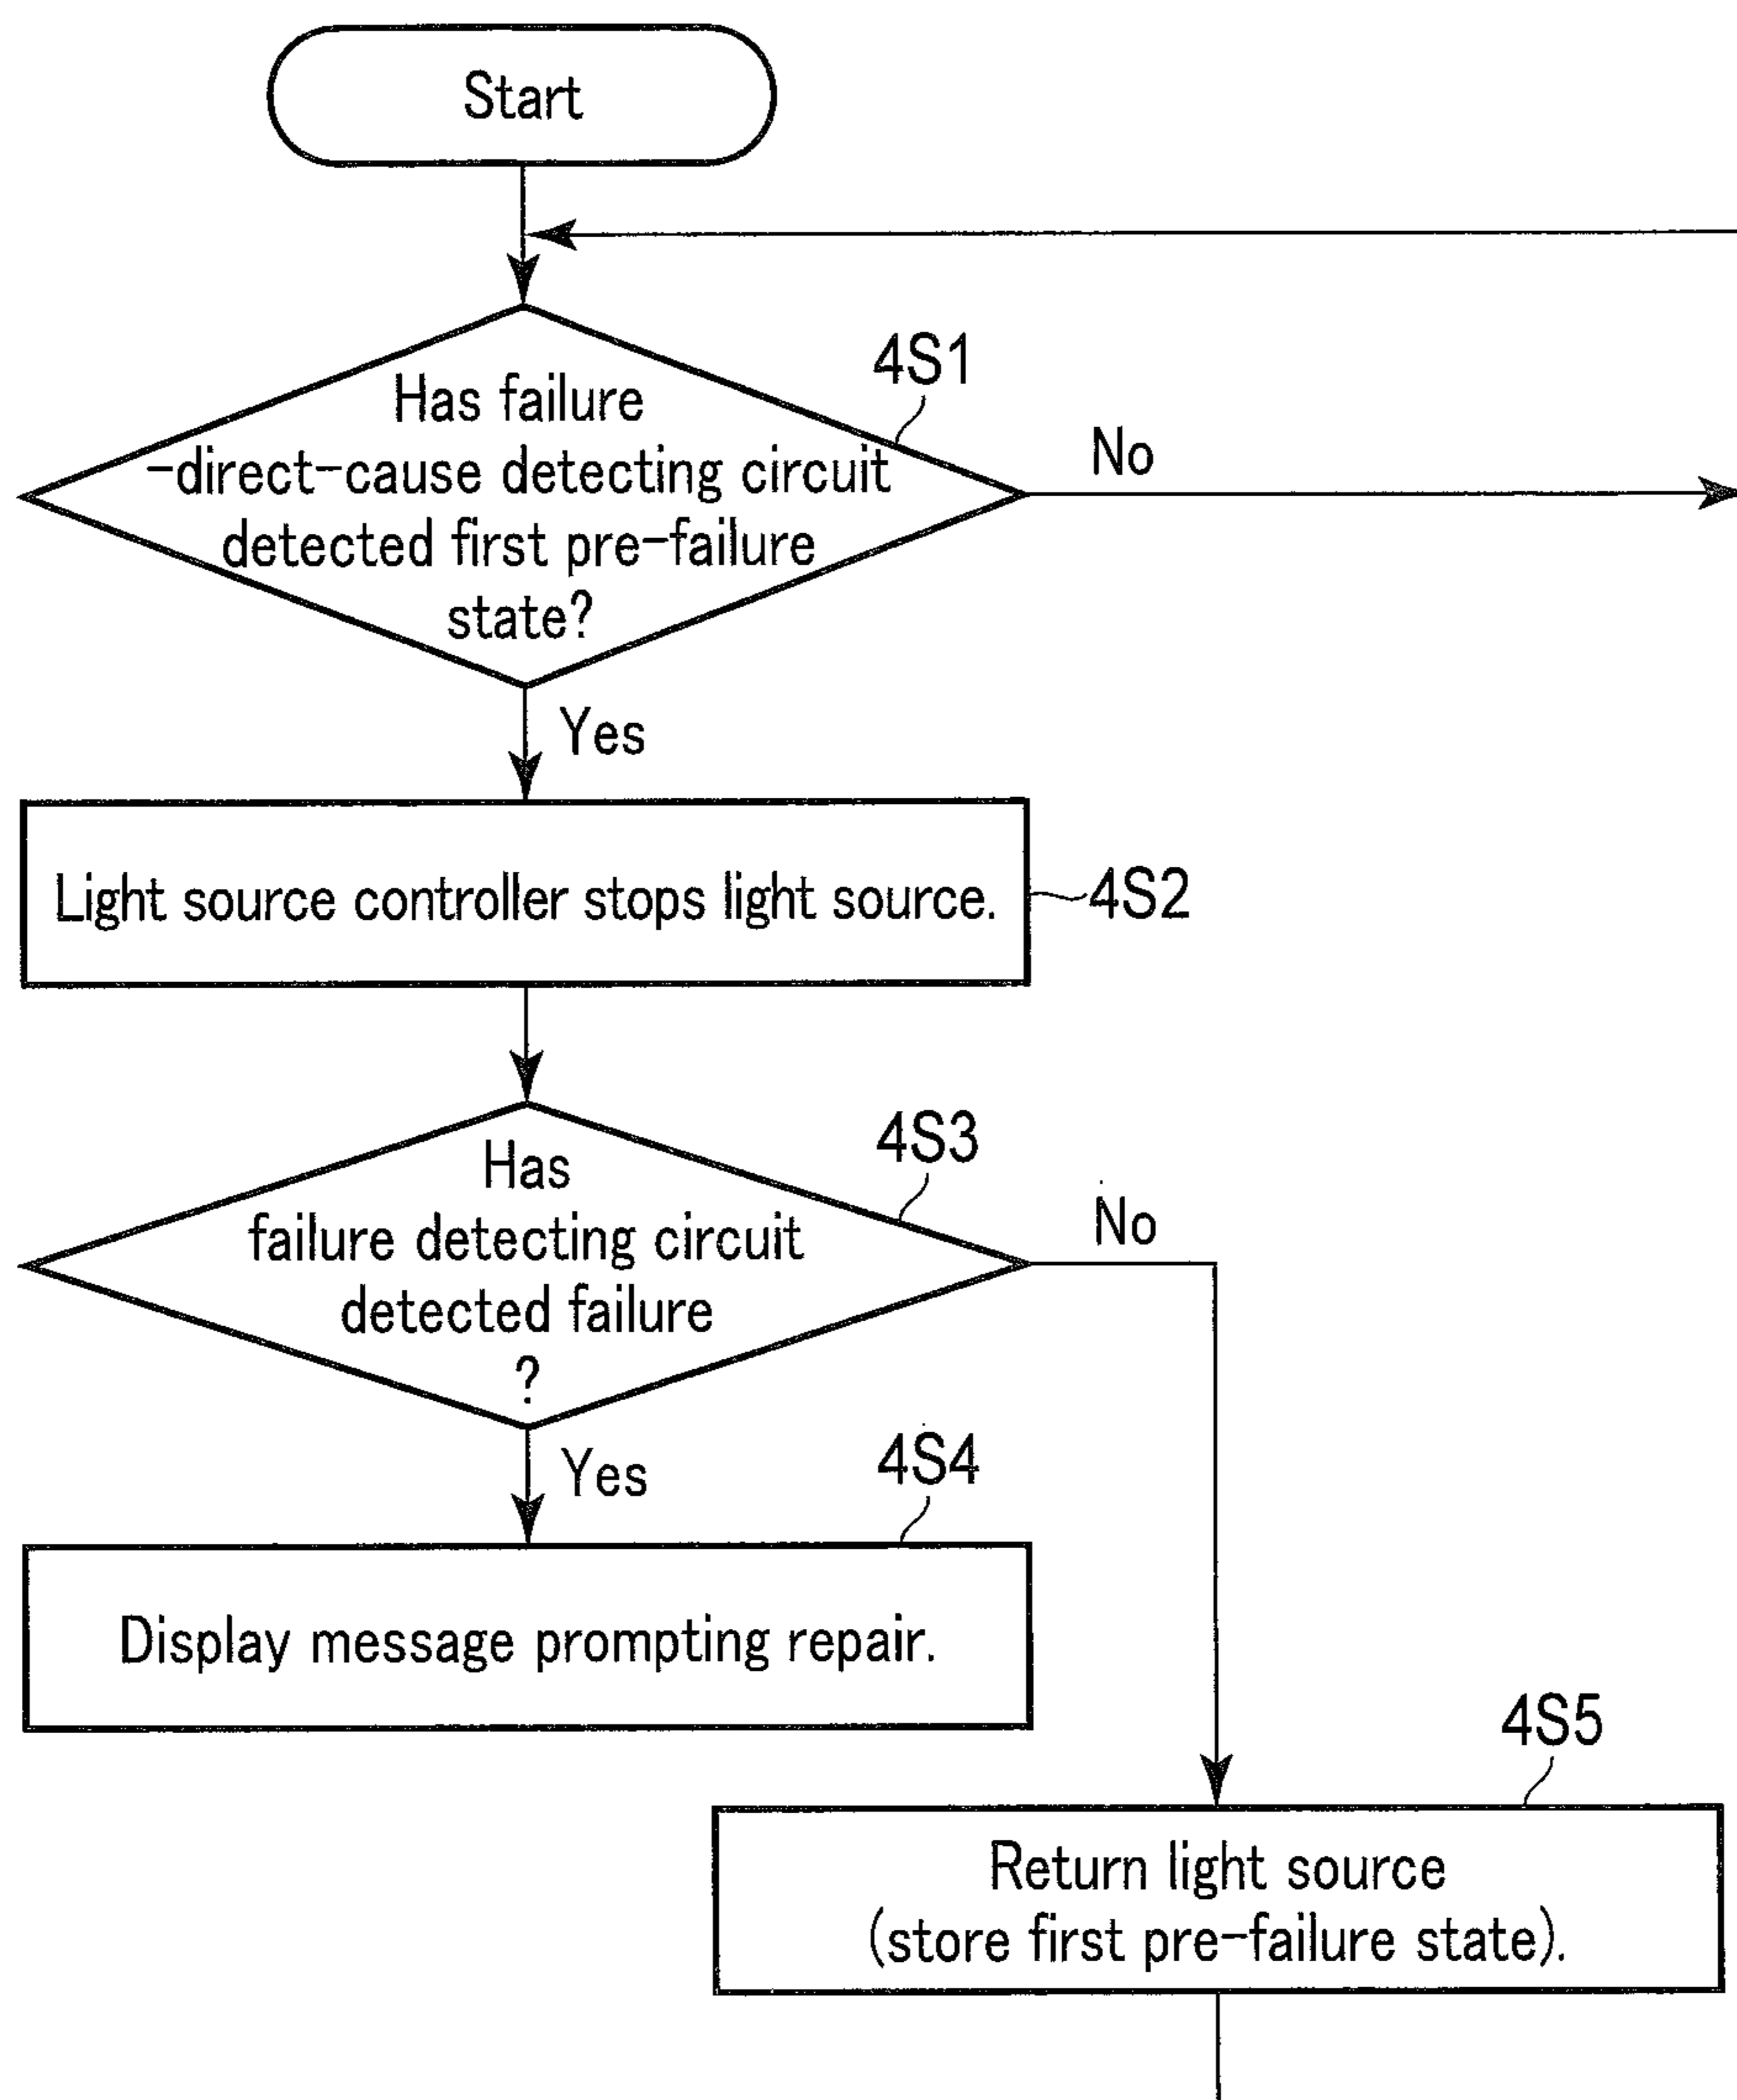 Start
4S1
Has failure
-direct-cause detecting circuit
detected first pre-failure
state?
No
Yes
Light source controller stops light source.
4S2
4S3
Has
failure detecting circuit
detected failure
?
No
Yes
4S4
Display message prompting repair.
4S5
Return light source
(store first pre-failure state).